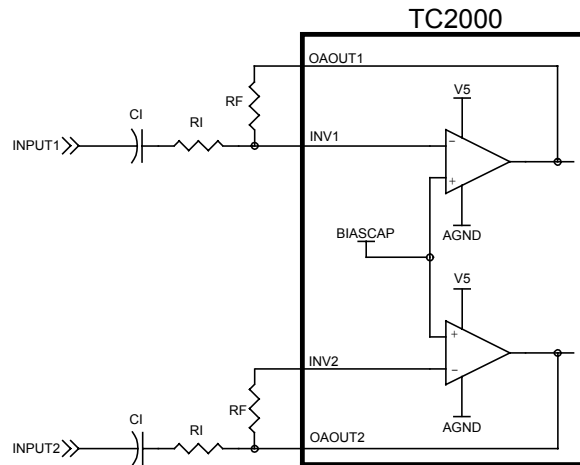 TC2000
OAOUT1
V5
RF
CI
RI
INPUT1
INV1
AGND
BIASCAP
V5
INV2
RF
AGND
CI
RI
INPUT2
OAOUT2